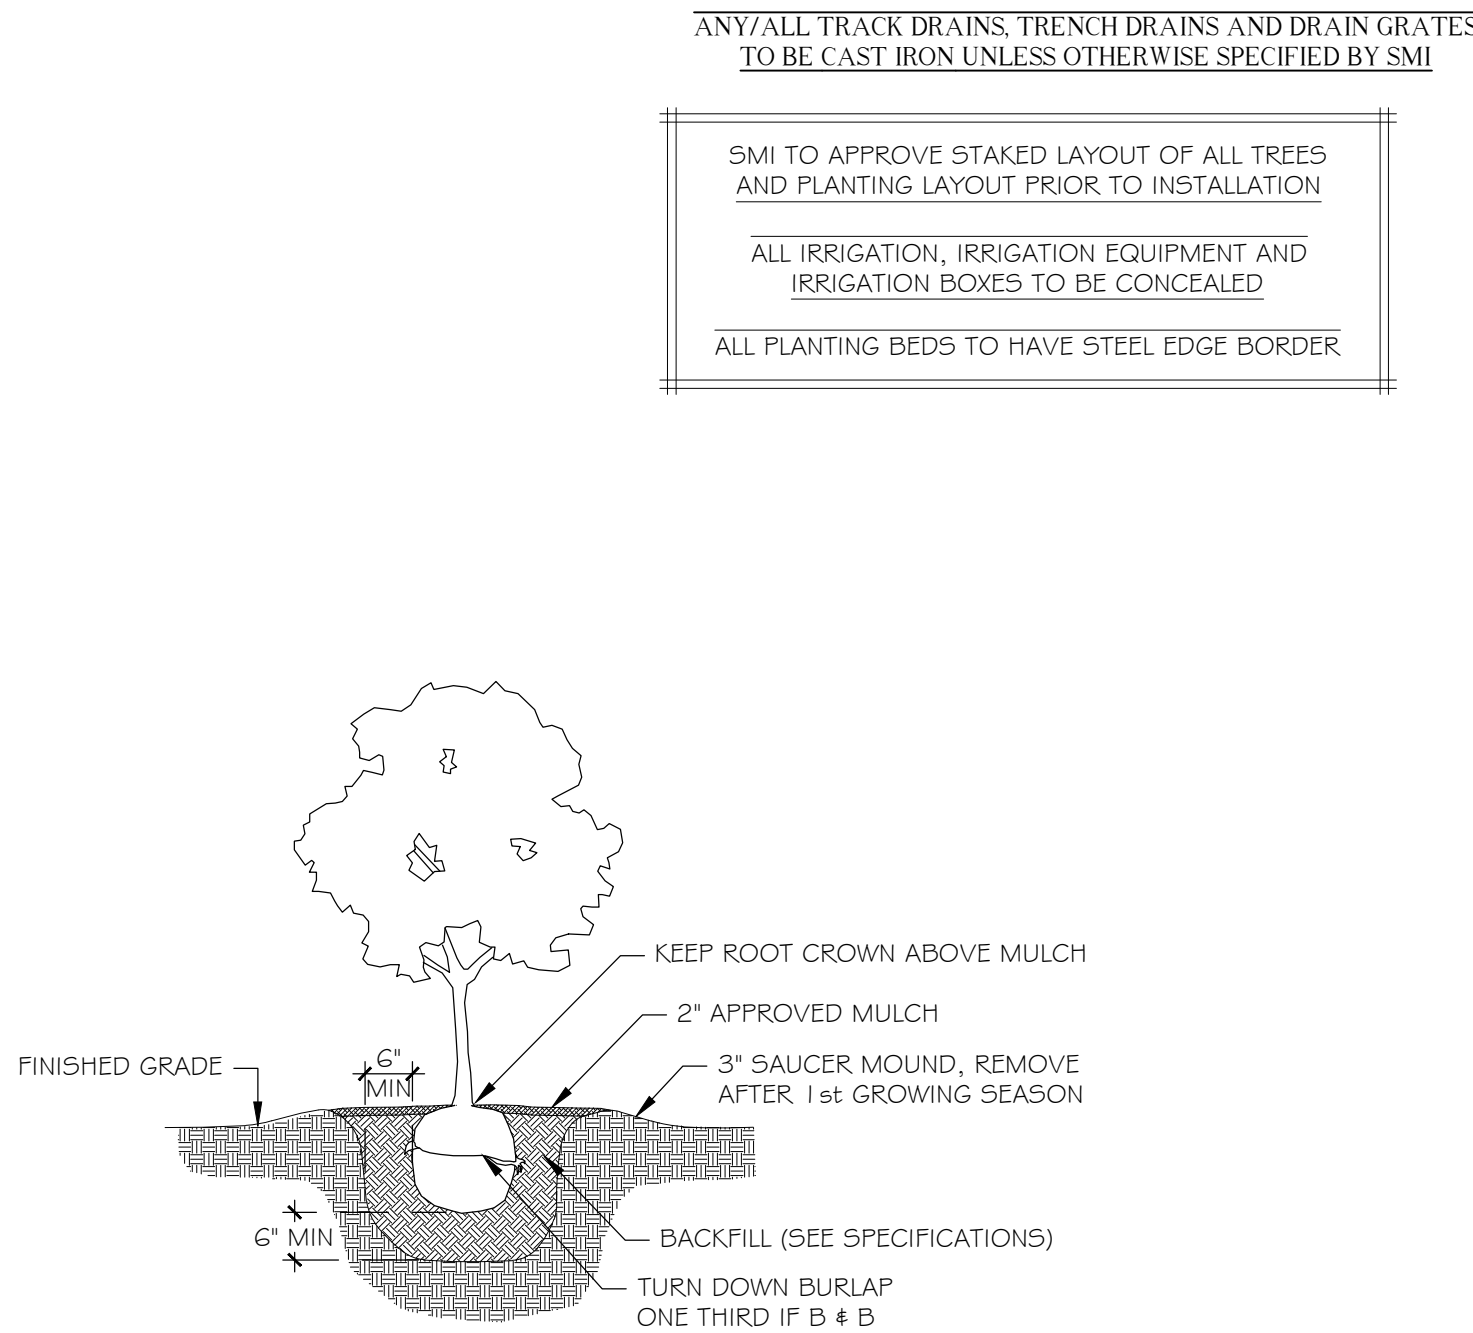 ANY/ALL TRACK DRAINS, TRENCH DRAINS AND DRAIN GRATES
TO BE CAST IRON UNLESS OTHERWISE SPECIFIED BY SMI
SMI TO APPROVE STAKED LAYOUT OF ALL TREES
AND PLANTING LAYOUT PRIOR TO INSTALLATION
ALL IRRIGATION, IRRIGATION EQUIPMENT AND
IRRIGATION BOXES TO BE CONCEALED
ALL PLANTING BEDS TO HAVE STEEL EDGE BORDER
KEEP ROOT CROWN ABOVE MULCH
2" APPROVED MULCH
3" SAUCER MOUND, REMOVE
AFTER 1st GROWING SEASON
FINISHED GRADE
6"
MIN
6" MIN
BACKFILL (SEE SPECIFICATIONS)
TURN DOWN BURLAP
ONE THIRD IF B & B